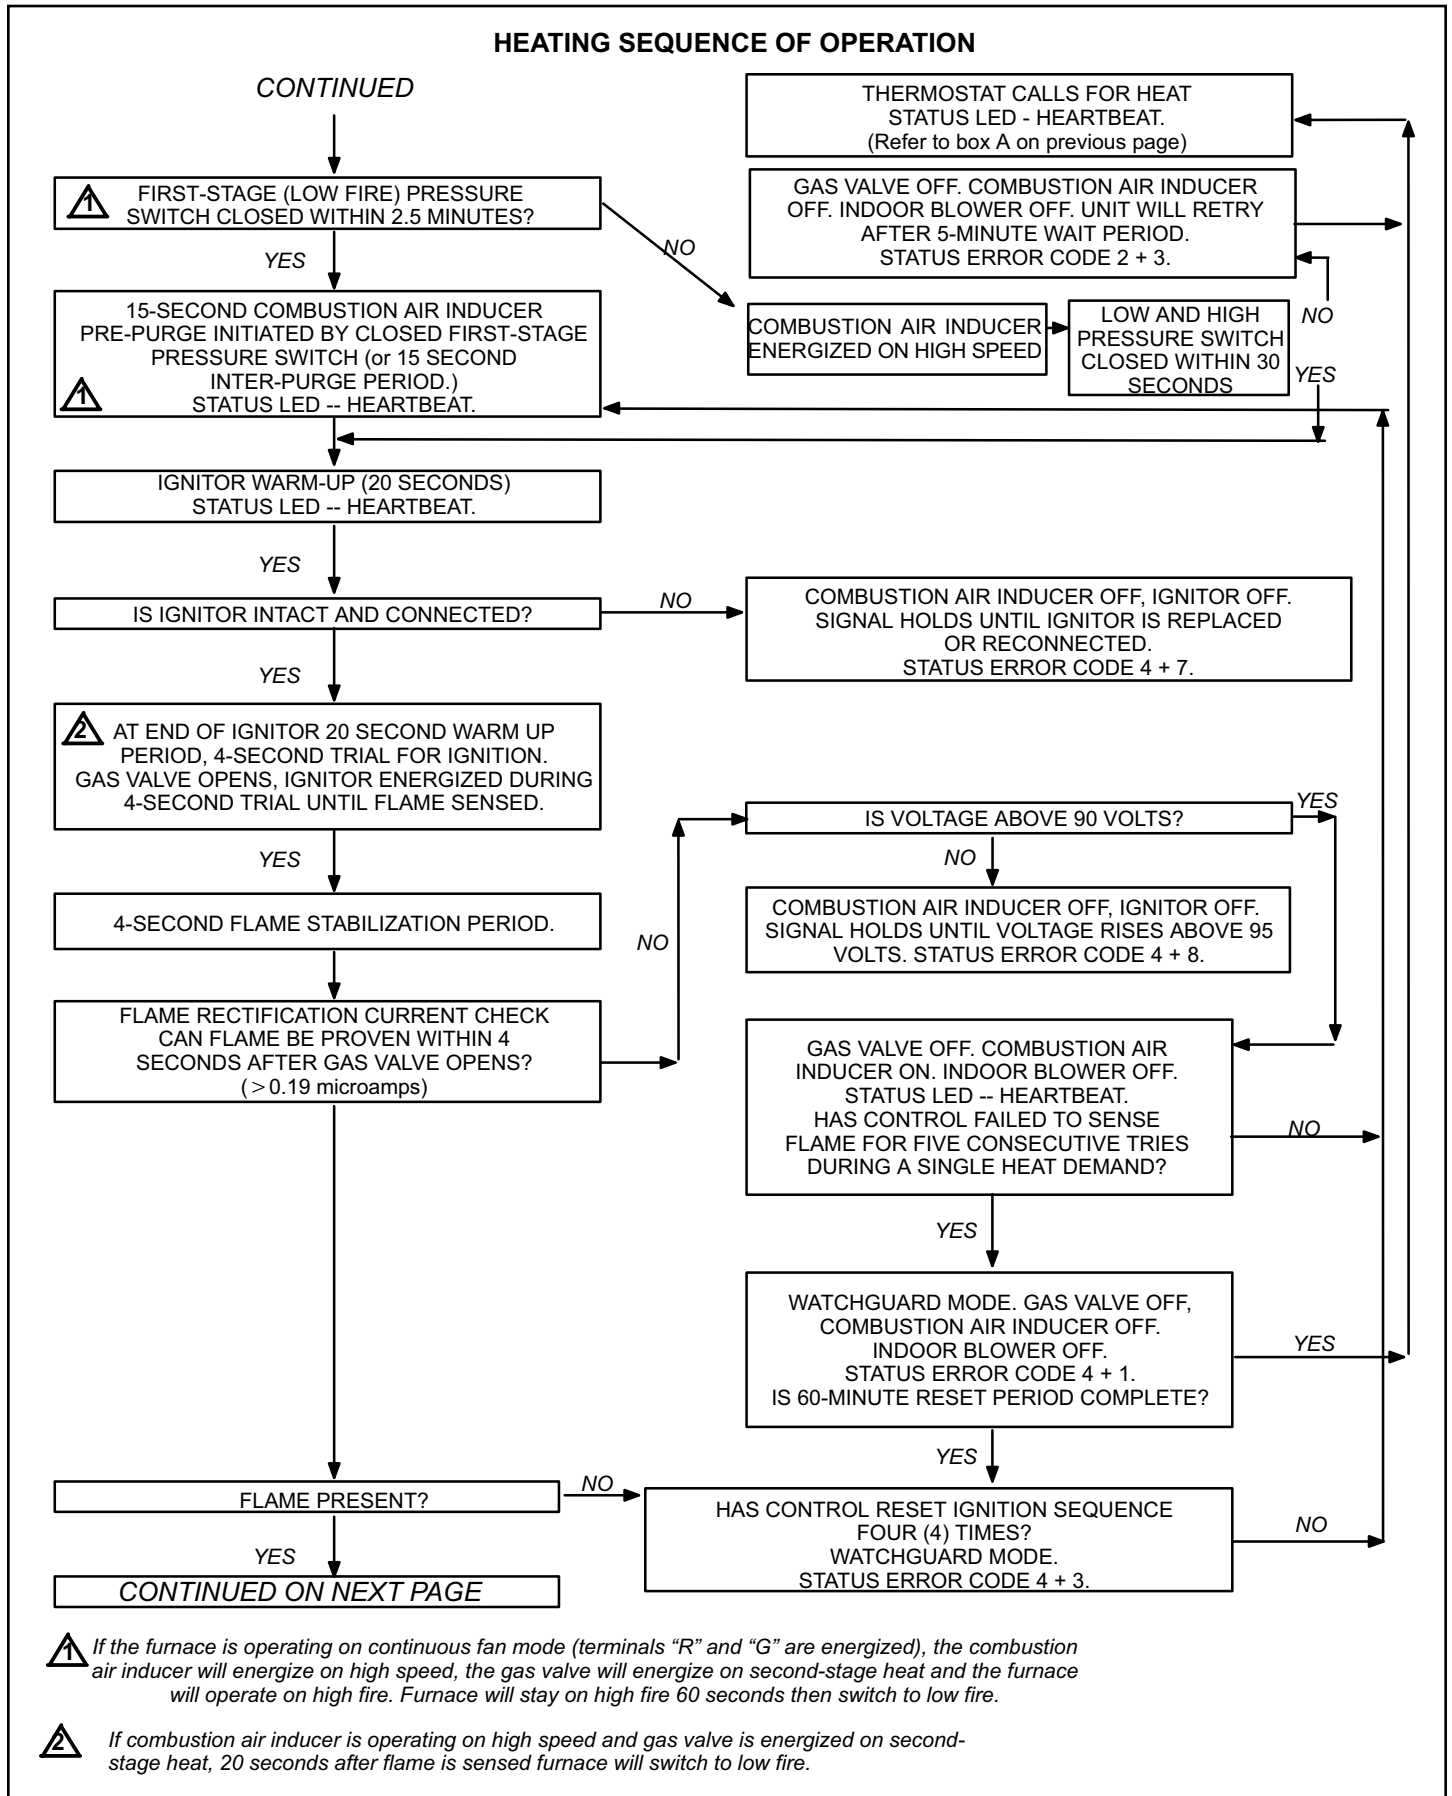 HEATING SEQUENCE OF OPERATION
CONTINUED
THERMOSTAT CALLS FOR HEAT
STATUS LED - HEARTBEAT.
(Refer to box A on previous page)
1
FIRST-STAGE (LOW FIRE) PRESSURE
SWITCH CLOSED WITHIN 2.5 MINUTES?
NO
YES
GAS VALVE OFF. COMBUSTION AIR INDUCER
OFF. INDOOR BLOWER OFF. UNIT WILL RETRY
AFTER 5-MINUTE WAIT PERIOD.
STATUS ERROR CODE 2 + 3.
15-SECOND COMBUSTION AIR INDUCER
PRE-PURGE INITIATED BY CLOSED FIRST-STAGE
PRESSURE SWITCH (or 15 SECOND
INTER-PURGE PERIOD.)
1
STATUS LED -- HEARTBEAT.
COMBUSTION AIR INDUCER
ENERGIZED ON HIGH SPEED
LOW AND HIGH
PRESSURE SWITCH
CLOSED WITHIN 30
SECONDS
NO
YES
IGNITOR WARM-UP (20 SECONDS)
STATUS LED -- HEARTBEAT.
YES
IS IGNITOR INTACT AND CONNECTED?
NO
COMBUSTION AIR INDUCER OFF, IGNITOR OFF.
SIGNAL HOLDS UNTIL IGNITOR IS REPLACED
OR RECONNECTED.
STATUS ERROR CODE 4 + 7.
YES
2
AT END OF IGNITOR 20 SECOND WARM UP
PERIOD, 4-SECOND TRIAL FOR IGNITION.
GAS VALVE OPENS, IGNITOR ENERGIZED DURING
4-SECOND TRIAL UNTIL FLAME SENSED.
YES
IS VOLTAGE ABOVE 90 VOLTS?
YES
NO
4-SECOND FLAME STABILIZATION PERIOD.
NO
COMBUSTION AIR INDUCER OFF, IGNITOR OFF.
SIGNAL HOLDS UNTIL VOLTAGE RISES ABOVE 95
VOLTS. STATUS ERROR CODE 4 + 8.
FLAME RECTIFICATION CURRENT CHECK
CAN FLAME BE PROVEN WITHIN 4
SECONDS AFTER GAS VALVE OPENS?
(>0.19 microamps)
GAS VALVE OFF. COMBUSTION AIR
INDUCER ON. INDOOR BLOWER OFF.
STATUS LED -- HEARTBEAT.
HAS CONTROL FAILED TO SENSE
FLAME FOR FIVE CONSECUTIVE TRIES
DURING A SINGLE HEAT DEMAND?
NO
YES
WATCHGUARD MODE. GAS VALVE OFF,
COMBUSTION AIR INDUCER OFF.
INDOOR BLOWER OFF.
STATUS ERROR CODE 4 + 1.
IS 60-MINUTE RESET PERIOD COMPLETE?
YES
YES
FLAME PRESENT?
NO
HAS CONTROL RESET IGNITION SEQUENCE
FOUR (4) TIMES?
WATCHGUARD MODE.
STATUS ERROR CODE 4 + 3.
NO
YES
CONTINUED ON NEXT PAGE
1
If the furnace is operating on continuous fan mode (terminals “R” and “G” are energized), the combustion
air inducer will energize on high speed, the gas valve will energize on second-stage heat and the furnace
will operate on high fire. Furnace will stay on high fire 60 seconds then switch to low fire.
2
If combustion air inducer is operating on high speed and gas valve is energized on second-
stage heat, 20 seconds after flame is sensed furnace will switch to low fire.